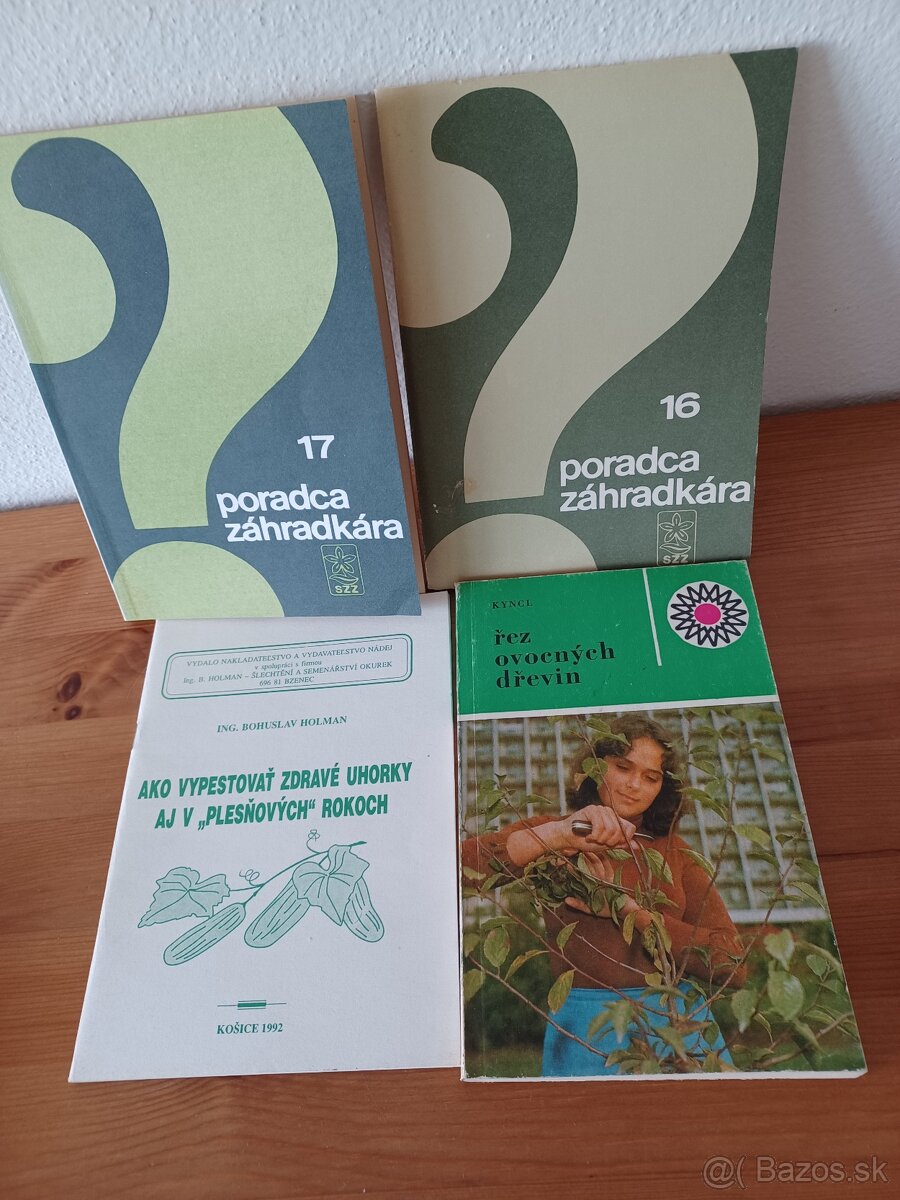 17
poradca
záhradkára
SZZ
16
poradca
záhradkára
SZZ
VYDALO NAKLADATEĽSTVO A VYDAVATEĽSTVO NÁDEJ
v spolupráci s firmou
Ing. B. HOLMAN – ŠLECHTĚNÍ A SEMENÁŘSTVÍ OKUREK
696 81 BZENEC
ING. BOHUSLAV HOLMAN
AKO VYPESTOVAŤ ZDRAVÉ UHORKY
AJ V „PLESŇOVÝCH“ ROKOCH
KOŠICE 1992
KYNCL
řez
ovocných
dřevin
@( Bazos.sk